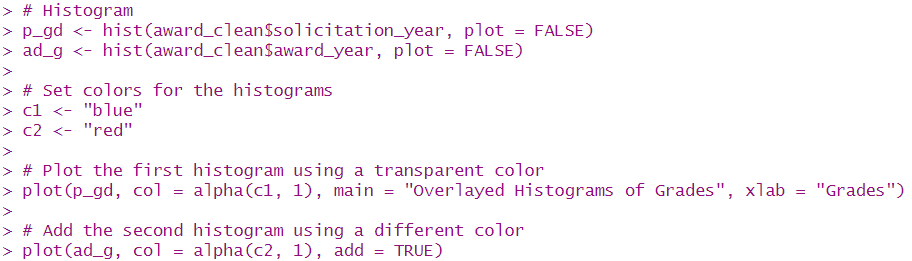 > # Histogram
> p_gd <- hist(award_clean$solicitation_year, plot = FALSE)
> ad_g <- hist(award_clean$award_year, plot = FALSE)
>
> # Set colors for the histograms
> c1 <- "blue"
> c2 <- "red"
>
> # Plot the first histogram using a transparent color
> plot(p_gd, col = alpha(c1, 1), main = "Overlayed Histograms of Grades", xlab = "Grades")
>
> # Add the second histogram using a different color
> plot(ad_g, col = alpha(c2, 1), add = TRUE)